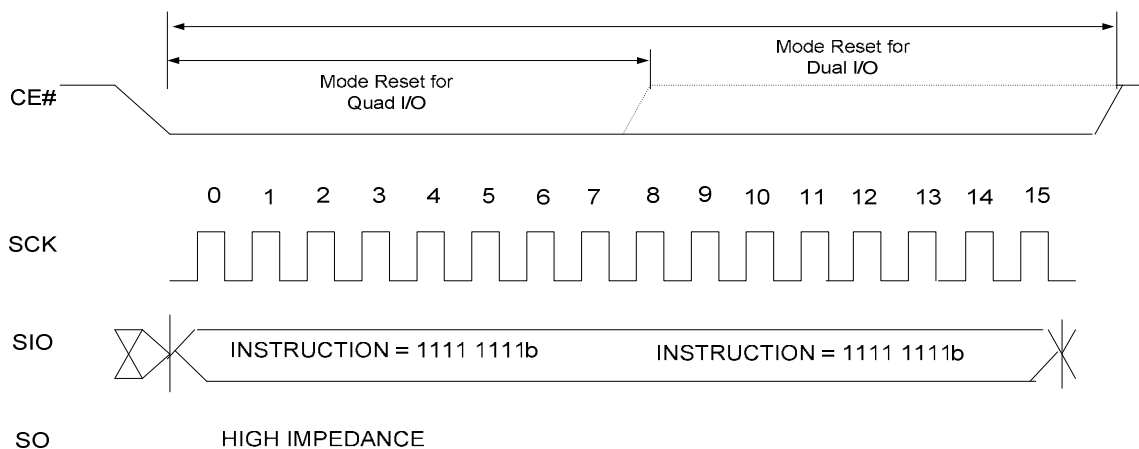 Mode Reset for
Dual I/O
Mode Reset for
Quad I/O
CE#
0 1 2 3 4 5 6 7 8 9 10 11 12 13 14 15
SCK
SIO
INSTRUCTION = 1111 1111b INSTRUCTION = 1111 1111b
SO
HIGH IMPEDANCE